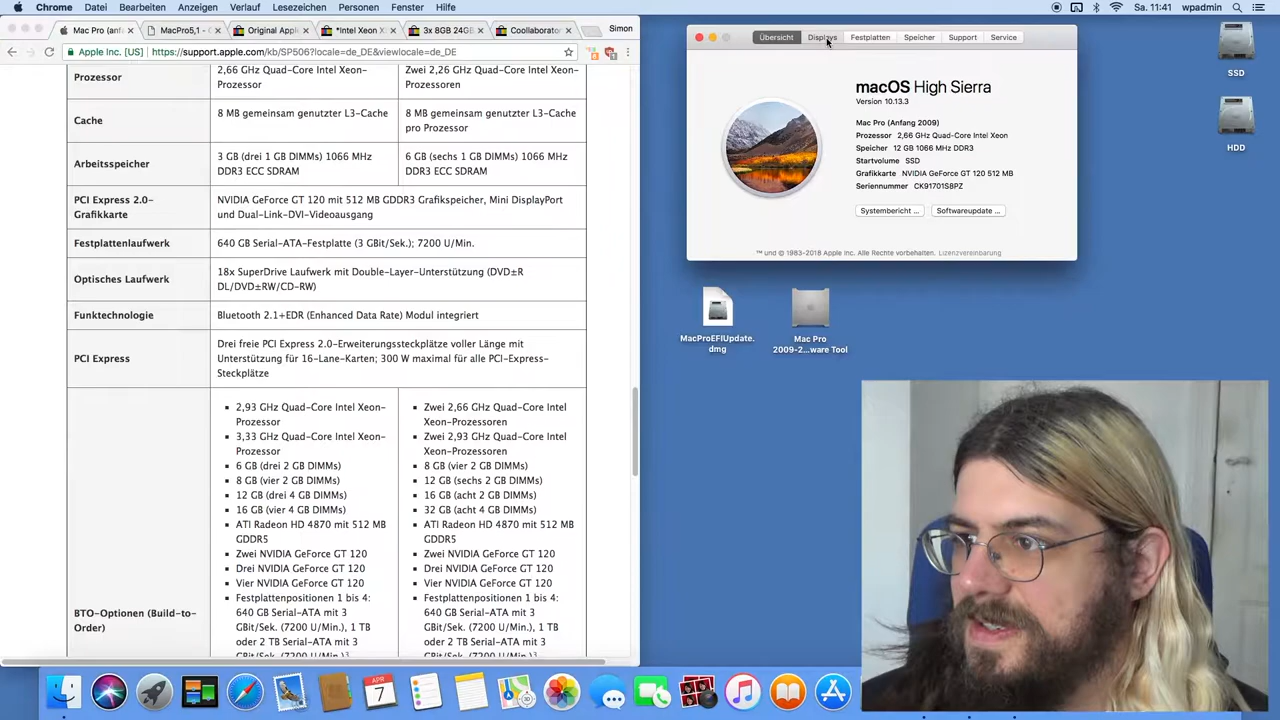 Chrome Datei Bearbeiten Anzeigen Verlauf Lesezeichen Personen Fenster Hilfe Sa. 11:41 wpadmin
Mac Pro (anf MacPro5,1 - Original Appl *Intel Xeon X 3x 8GB 24GB Coollaborato Simon
Apple Inc. [US] https://support.apple.com/kb/SP506?locale=de_DE&viewlocale=de_DE
Prozessor
2,66 GHz Quad-Core Intel Xeon-
Prozessor
Zwei 2,26 GHz Quad-Core Intel Xeon-
Prozessoren
Cache
8 MB gemeinsam genutzter L3-Cache
8 MB gemeinsam genutzter L3-Cache
pro Prozessor
Arbeitsspeicher
3 GB (drei 1 GB DIMMs) 1066 MHz
DDR3 ECC SDRAM
6 GB (sechs 1 GB DIMMs) 1066 MHz
DDR3 ECC SDRAM
PCI Express 2.0-
Grafikkarte
NVIDIA GeForce GT 120 mit 512 MB GDDR3 Grafikspeicher, Mini DisplayPort
und Dual-Link-DVI-Videoausgang
Festplattenlaufwerk
640 GB Serial-ATA-Festplatte (3 GBit/Sek.); 7200 U/Min.
Optisches Laufwerk
18x SuperDrive Laufwerk mit Double-Layer-Unterstützung (DVD±R
DL/DVD±RW/CD-RW)
Funktechnologie
Bluetooth 2.1+EDR (Enhanced Data Rate) Modul integriert
PCI Express
Drei freie PCI Express 2.0-Erweiterungssteckplätze voller Länge mit
Unterstützung für 16-Lane-Karten; 300 W maximal für alle PCI-Express-
Steckplätze
BTO-Optionen (Build-to-
Order)
2,93 GHz Quad-Core Intel Xeon-
Prozessor
3,33 GHz Quad-Core Intel Xeon-
Prozessor
6 GB (drei 2 GB DIMMs)
8 GB (vier 2 GB DIMMs)
12 GB (drei 4 GB DIMMs)
16 GB (vier 4 GB DIMMs)
ATI Radeon HD 4870 mit 512 MB
GDDR5
Zwei NVIDIA GeForce GT 120
Drei NVIDIA GeForce GT 120
Vier NVIDIA GeForce GT 120
Festplattenpositionen 1 bis 4:
640 GB Serial-ATA mit 3
GBit/Sek. (7200 U/Min.), 1 TB
oder 2 TB Serial-ATA mit 3
GBit/Sek. (7200 U/Min.)
Zwei 2,66 GHz Quad-Core Intel
Xeon-Prozessoren
Zwei 2,93 GHz Quad-Core Intel
Xeon-Prozessoren
8 GB (vier 2 GB DIMMs)
12 GB (sechs 2 GB DIMMs)
16 GB (acht 2 GB DIMMs)
32 GB (acht 4 GB DIMMs)
ATI Radeon HD 4870 mit 512 MB
GDDR5
Zwei NVIDIA GeForce GT 120
Drei NVIDIA GeForce GT 120
Vier NVIDIA GeForce GT 120
Festplattenpositionen 1 bis 4:
640 GB Serial-ATA mit 3
GBit/Sek. (7200 U/Min.), 1 TB
oder 2 TB Serial-ATA mit 3
GBit/Sek. (7200 U/Min.)
Übersicht Displays Festplatten Speicher Support Service
macOS High Sierra
Version 10.13.3
Mac Pro (Anfang 2009)
Prozessor 2,66 GHz Quad-Core Intel Xeon
Speicher 12 GB 1066 MHz DDR3
Startvolume SSD
Grafikkarte NVIDIA GeForce GT 120 512 MB
Seriennummer CK91701S8PZ
Systembericht ... Softwareupdate ...
™ und © 1983-2018 Apple Inc. Alle Rechte vorbehalten. Lizenzvereinbarung
SSD
HDD
MacProEFIUpdate.
dmg
Mac Pro
2009-2...ware Tool
APR
7